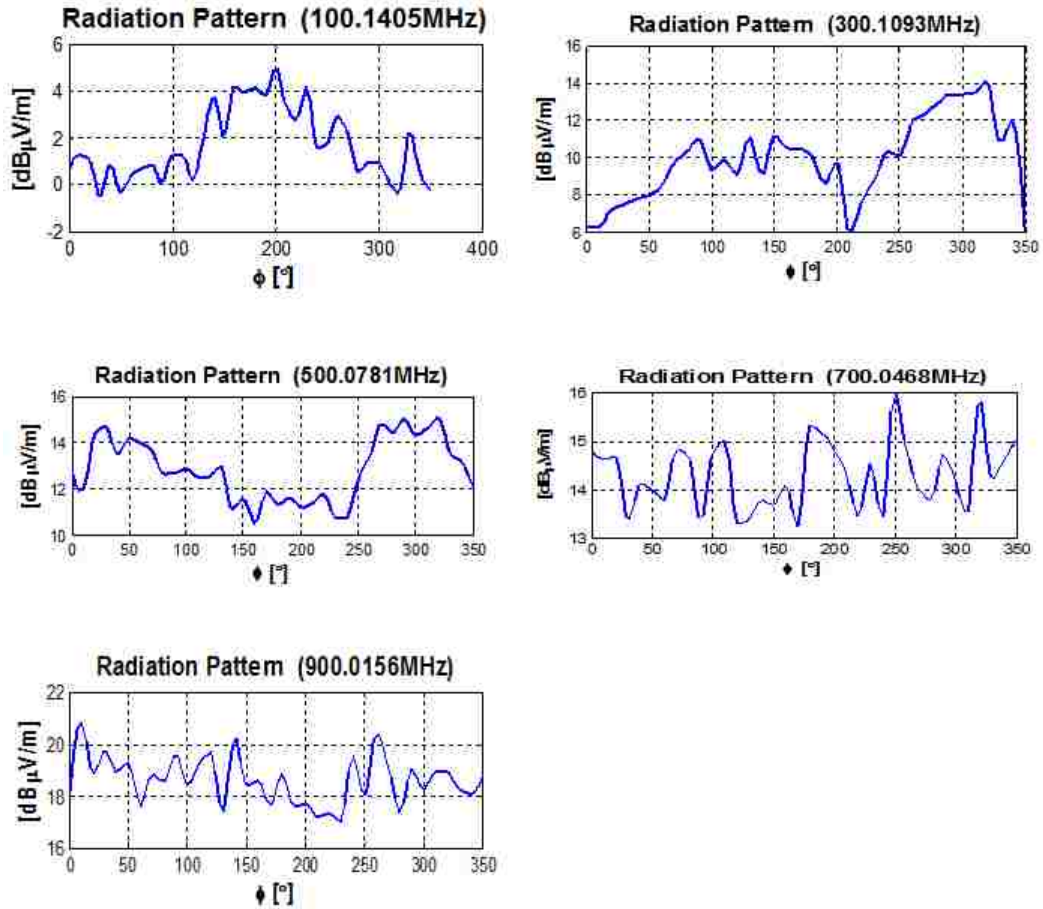 Radiation Pattern (100.1405MHz)
[dBµV/m]
6
4
2
0
-2
0 100 200 300 400
ϕ [°]
Radiation Pattern (300.1093MHz)
[dBµV/m]
16
14
12
10
8
6
0 50 100 150 200 250 300 350
ϕ [°]
Radiation Pattern (500.0781MHz)
[dBµV/m]
16
14
12
10
0 50 100 150 200 250 300 350
ϕ [°]
Radiation Pattern (700.0468MHz)
[dBµV/m]
16
15
14
13
0 50 100 150 200 250 300 350
ϕ [°]
Radiation Pattern (900.0156MHz)
[dBµV/m]
22
20
18
16
0 50 100 150 200 250 300 350
ϕ [°]